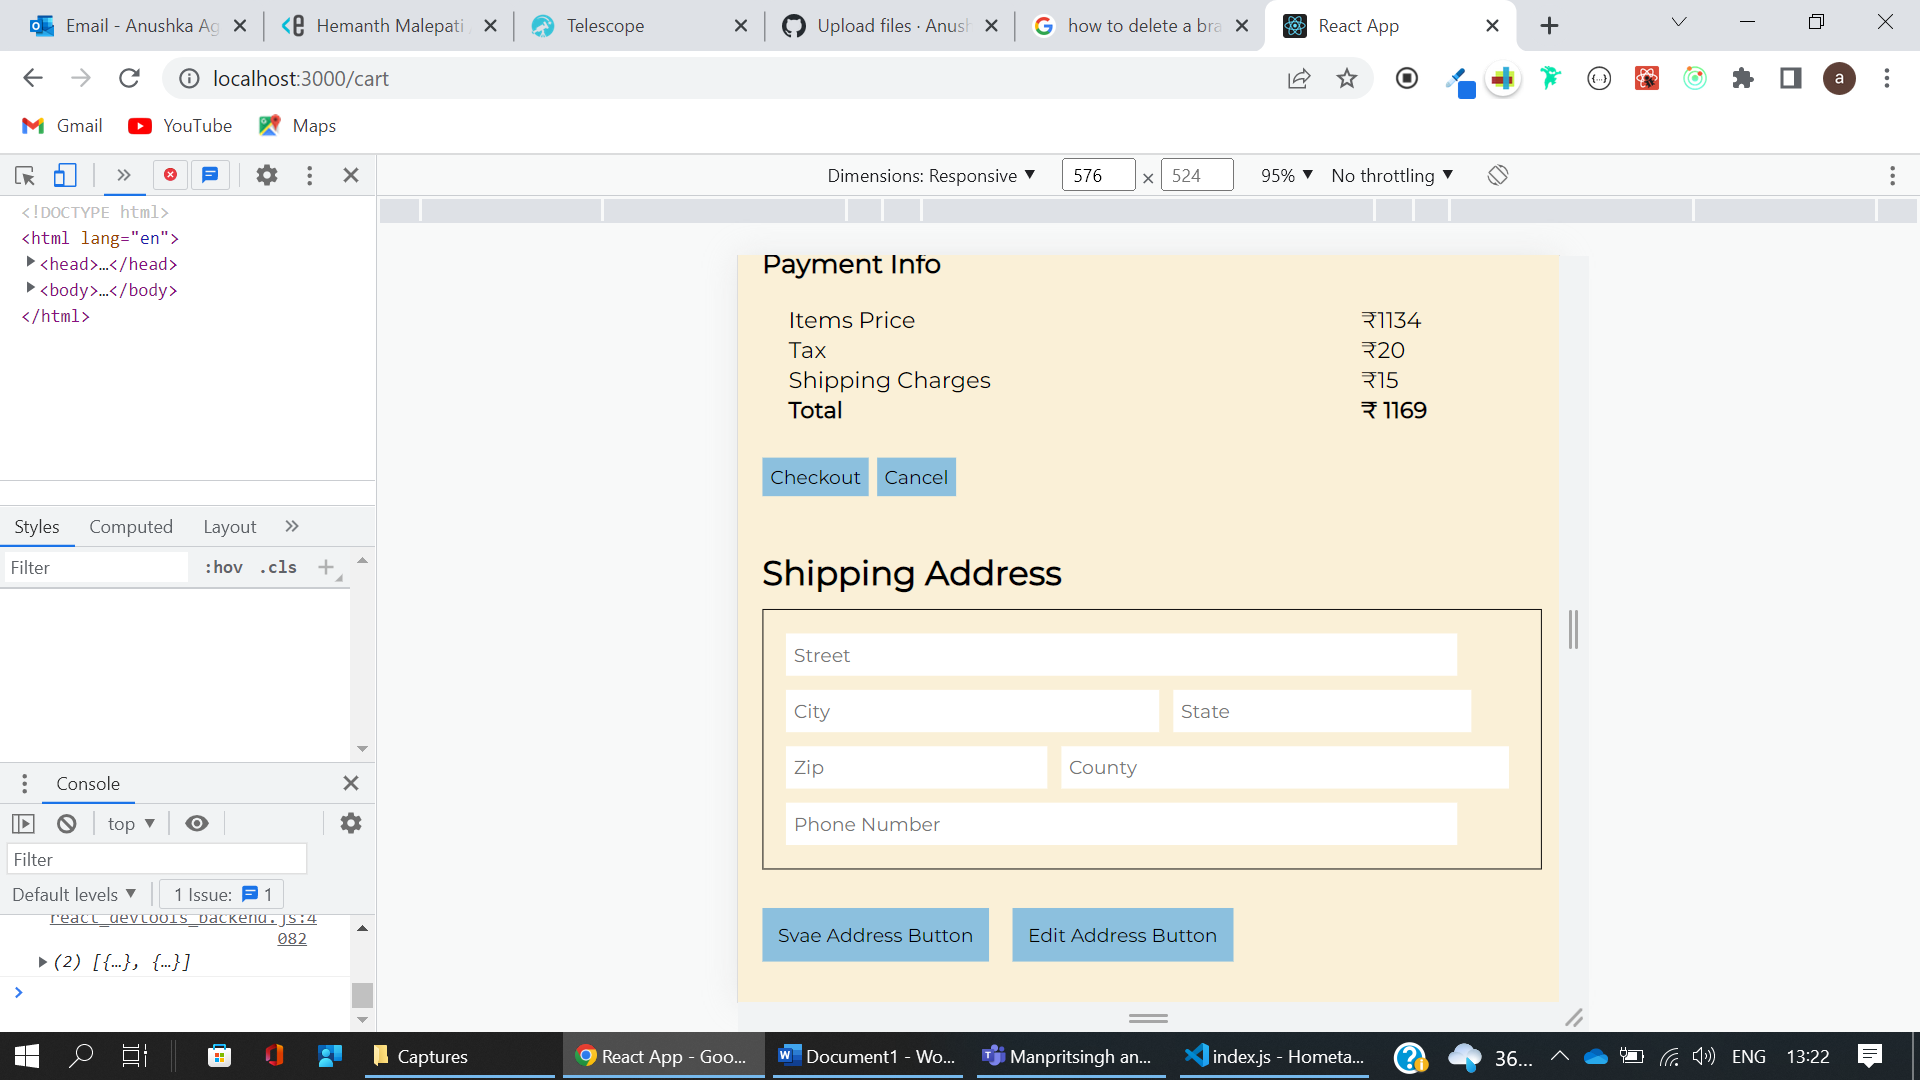 Email - Anushka Ag
Hemanth Malepati
Telescope
Upload files · Anush
how to delete a bra
React App
localhost:3000/cart
a
Gmail
YouTube
Maps
Dimensions: Responsive
576 × 524
95%
No throttling
<!DOCTYPE html>
<html lang="en">
<head>…</head>
<body>…</body>
</html>
Styles
Computed
Layout
Filter
:hov
.cls
Console
top
Filter
Default levels
1 Issue: 1
react_devtools_backend.js:4
082
(2) [{…}, {…}]
Payment Info
Items Price ₹1134
Tax ₹20
Shipping Charges ₹15
Total ₹ 1169
Checkout
Cancel
Shipping Address
Street
City
State
Zip
County
Phone Number
Svae Address Button
Edit Address Button
Captures
React App - Goo...
Document1 - Wo...
Manpritsingh an...
index.js - Hometa...
36...
ENG
13:22